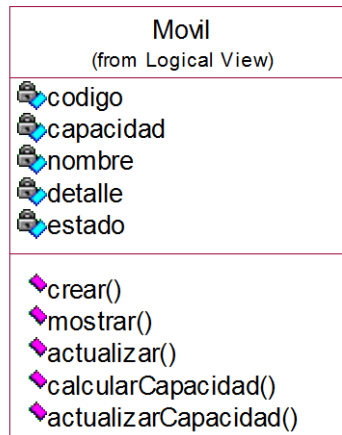 Movil
(from Logical View)
codigo
capacidad
nombre
detalle
estado
crear()
mostrar()
actualizar()
calcularCapacidad()
actualizarCapacidad()